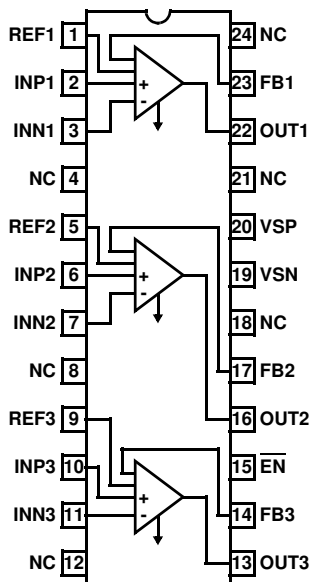 REF1 1 24 NC
INP1 2 + 23 FB1
INN1 3 - 22 OUT1
NC 4 21 NC
REF2 5 20 VSP
INP2 6 + 19 VSN
INN2 7 - 18 NC
NC 8 17 FB2
REF3 9 16 OUT2
INP3 10 15 E̅N̅
INN3 11 + - 14 FB3
NC 12 13 OUT3